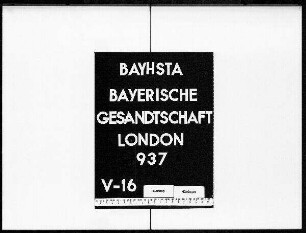 BAYHSTA
BAYERISCHE
GESANDTSCHAFT
LONDON
937
V-16